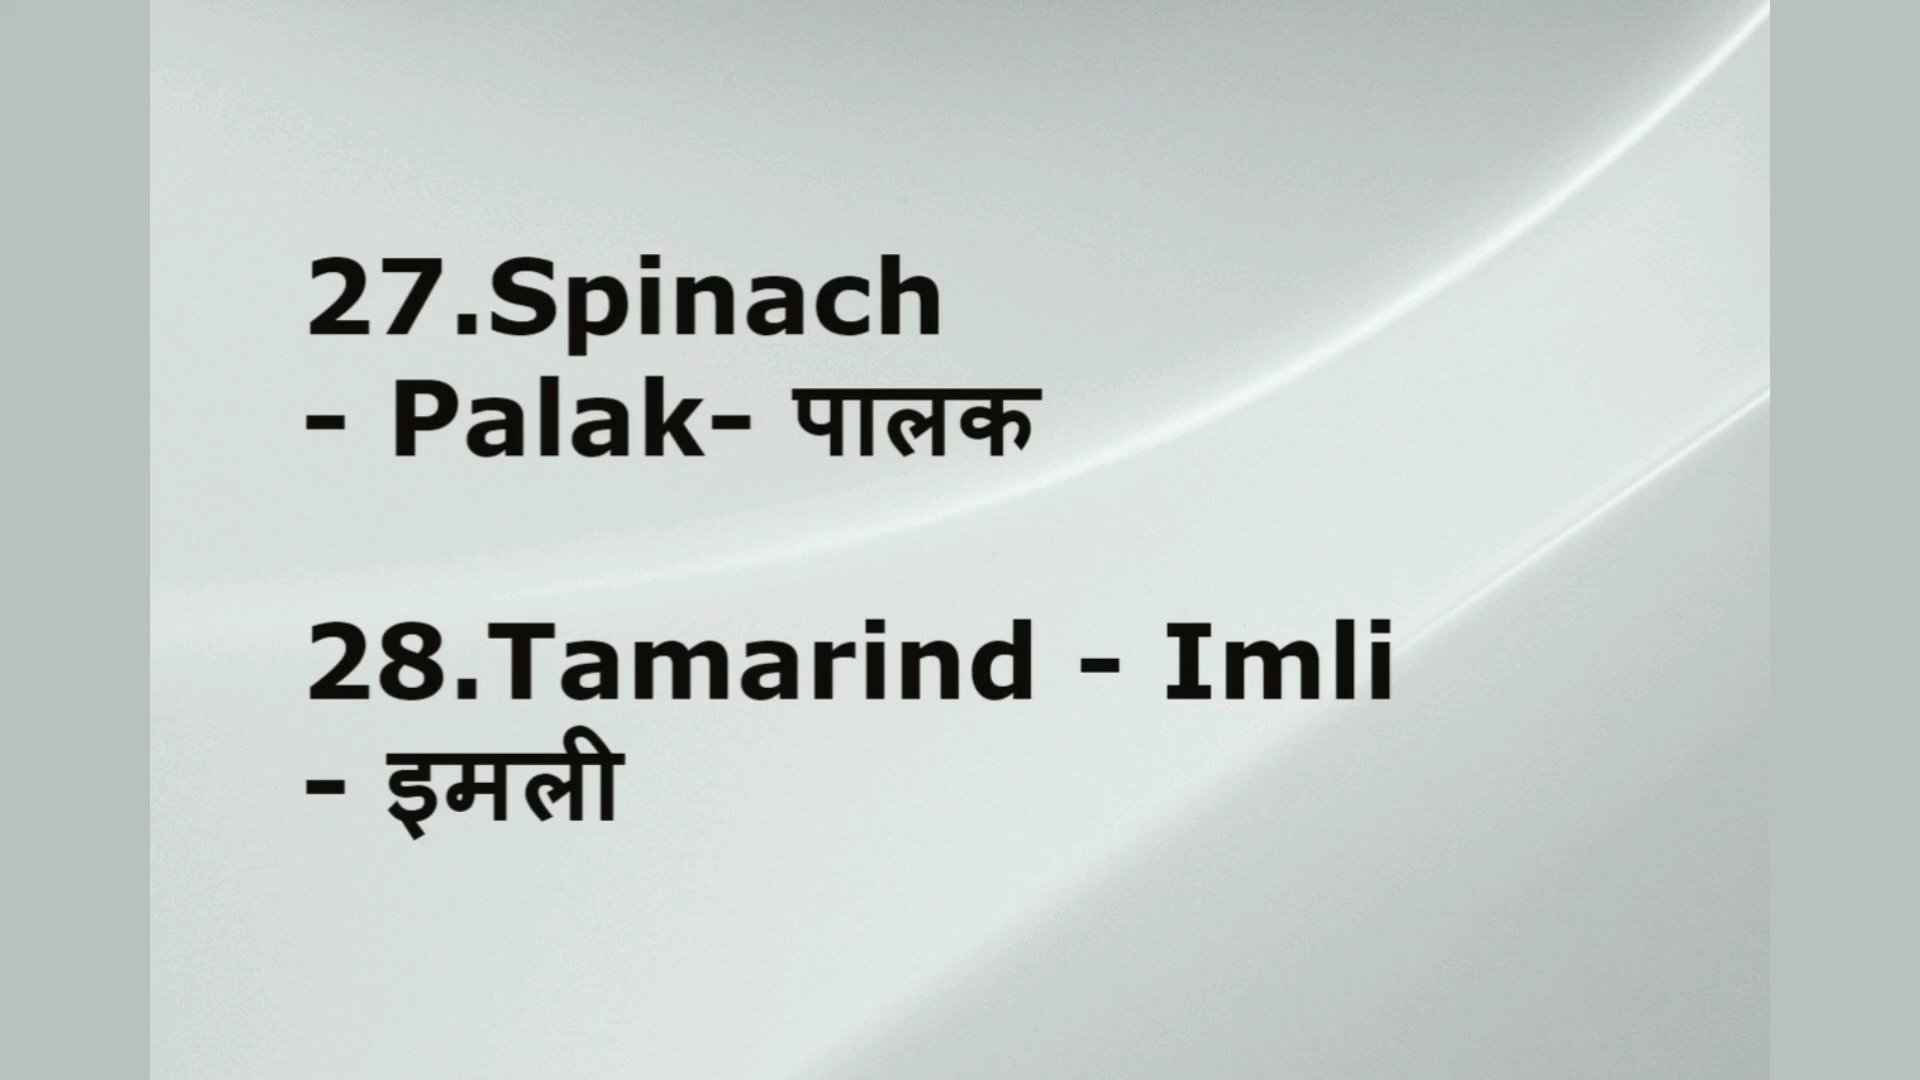 27.Spinach
- Palak- पालक
28.Tamarind - Imli
- इमली